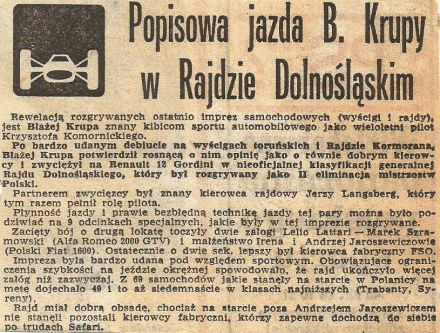 Popisowa jazda B. Krupy
w Rajdzie Dolnośląskim
Rewelacją rozgrywanych ostatnio imprez samochodowych (wyścigi i rajdy),
jest Błażej Krupa znany kibicom sportu automobilowego jako wieloletni pilot
Krzysztofa Komornickiego.
Po bardzo udanym debiucie na wyścigach toruńskich i Rajdzie Kormorana,
Błażej Krupa potwierdził rosnącą o nim opinię jako o równie dobrym kierowcy
i zwyciężył na Renault 12 Gordini w nieoficjalnej klasyfikacji generalnej
Rajdu Dolnośląskiego, który był rozgrywany jako II eliminacja mistrzostw
Polski.
Partnerem zwycięzcy był znany kierowca rajdowy Jerzy Langsberg, który
tym razem pełnił rolę pilota.
Płynność jazdy i prawie bezbłędną technikę jazdy tej pary można było po-
dziwiać na 9 odcinkach specjalnych, jakie były w tej imprezie rozgrywane.
Zacięty bój o drugą lokatę toczyły dwie załogi Lelio Lattari — Marek Syra-
mowski (Alfa Romeo 2000 GTV) i małżeństwo Irena i Andrzej Jaroszewiczowie
(Polski Fiat 1600). Ostatecznie o dwie sek, lepszy był kierowca fabryczny FSO.
Impreza była bardzo udana pod względem sportowym. Obowiązujące ograni-
czenia szybkości na jeździe okrężnej spowodowało, że rajd ukończyło więcej
załóg niż zazwyczaj. Z 69 samochodów jakie stanęły na starcie w Polanicy na
metę dojechało 49 i to aż siedemnaście w klasach najniższych (Trabanty, Sy-
reny).
Rajd miał dobrą obsadę, chociaż na starcie poza Andrzejem Jaroszewiczem
nie stanęli pozostali kierowcy fabryczni, którzy zapewne dochodzą do siebie
po trudach Safari.